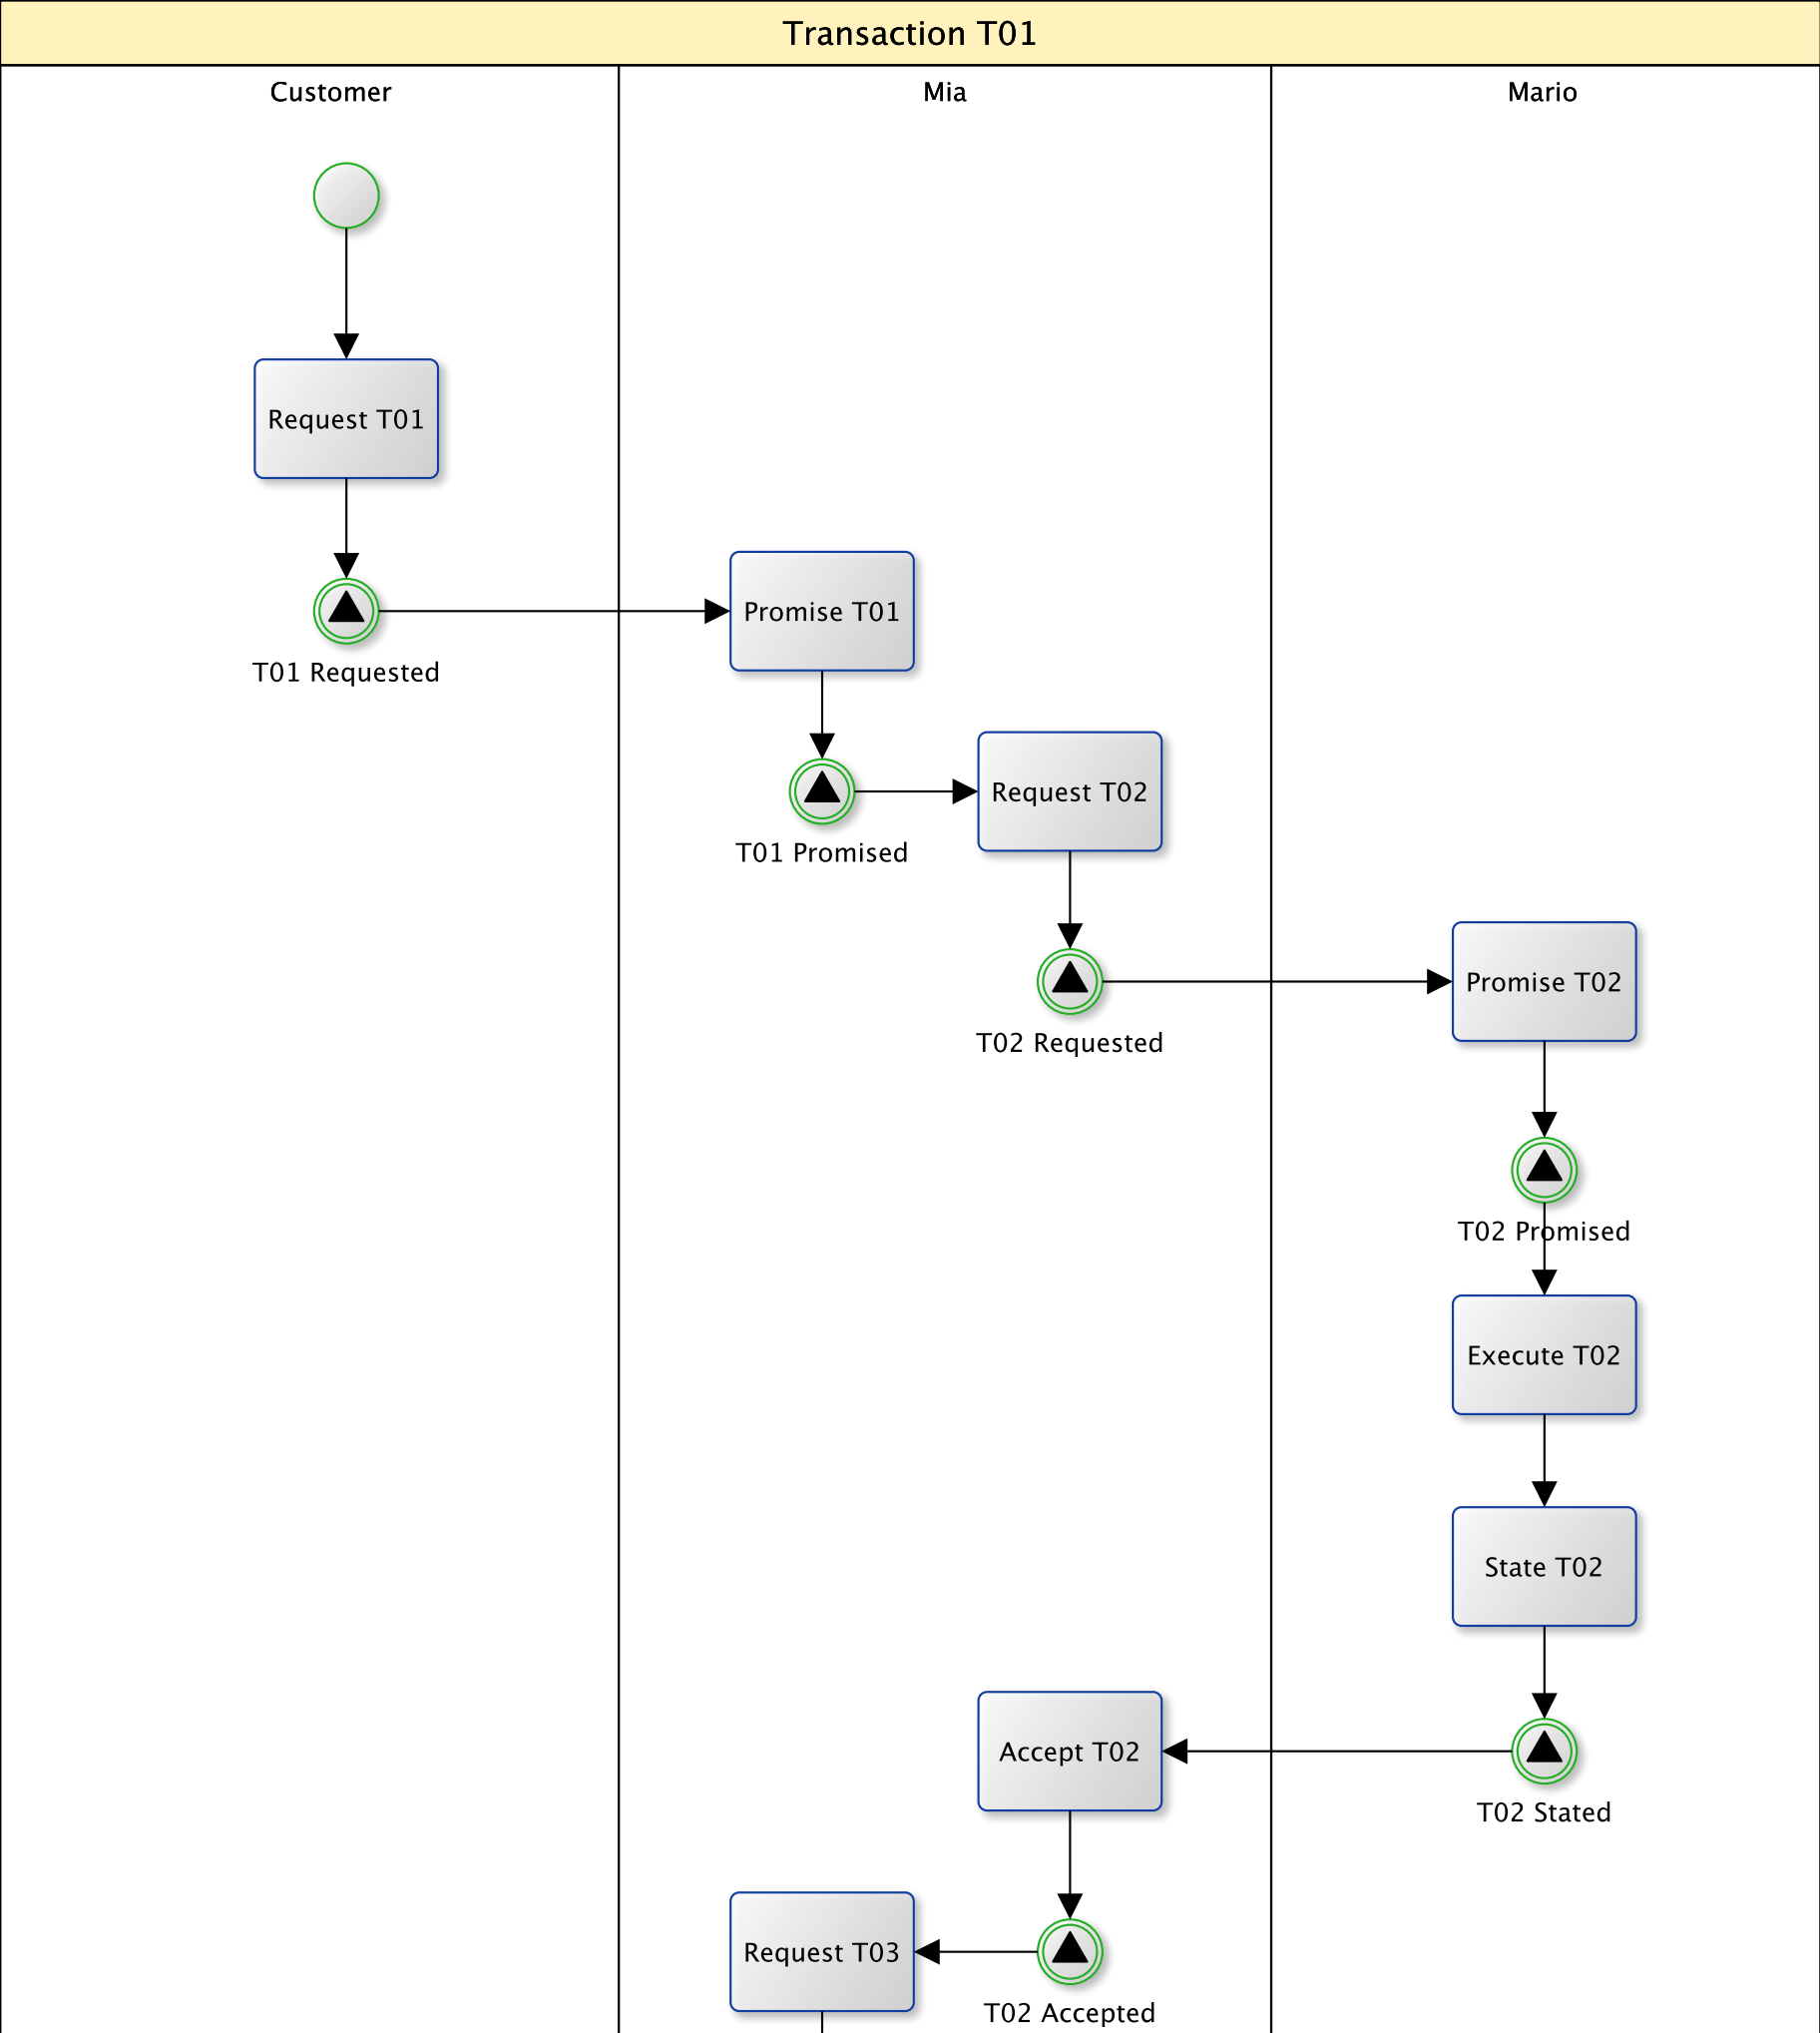 Transaction T01
Customer
Mia
Mario
Request T01
T01 Requested
Promise T01
T01 Promised
Request T02
T02 Requested
Promise T02
T02 Promised
Execute T02
State T02
T02 Stated
Accept T02
T02 Accepted
Request T03